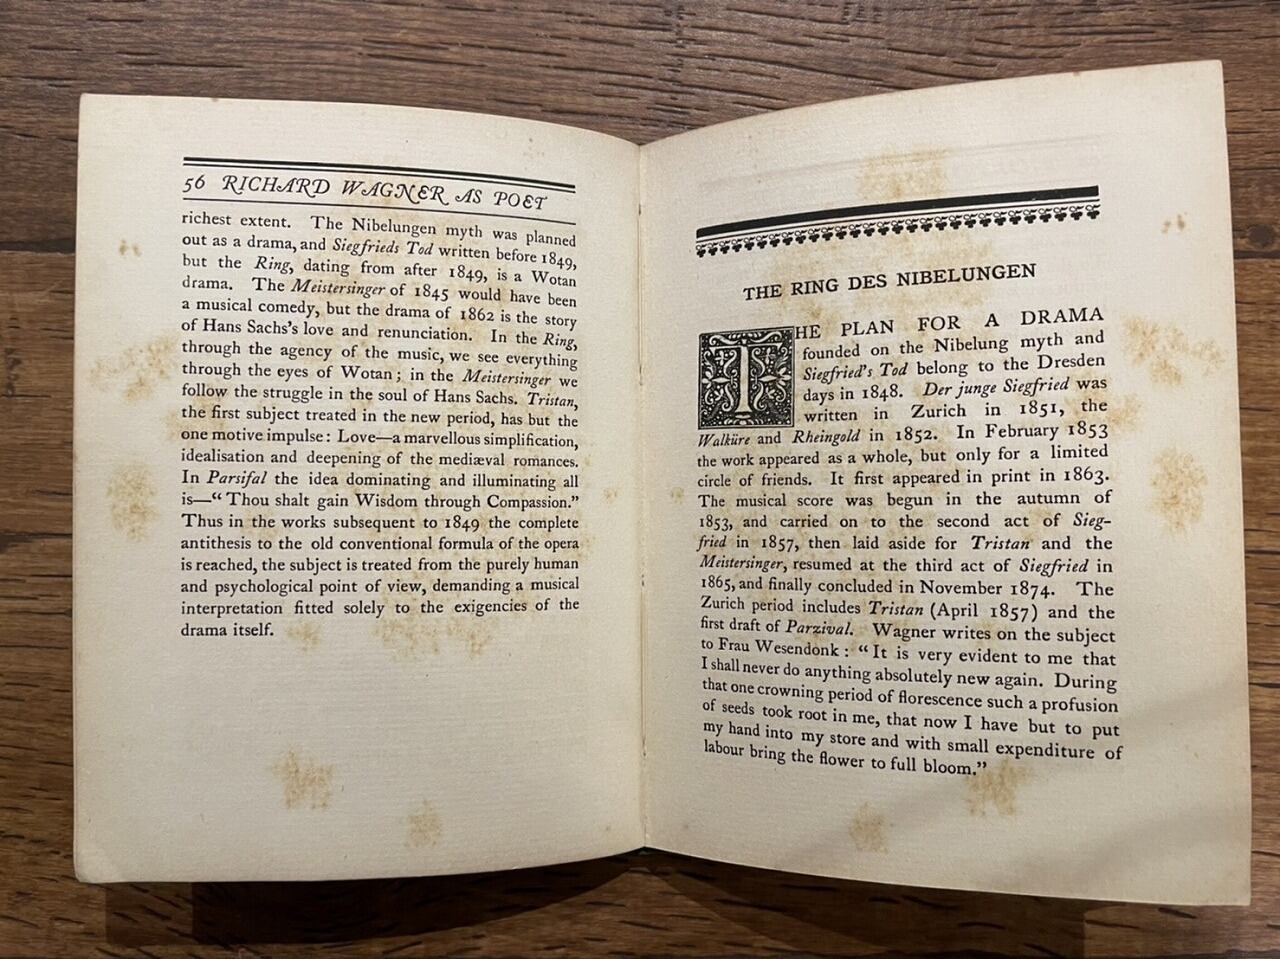 56 RICHARD WAGNER AS POET
richest extent. The Nibelungen myth was planned
out as a drama, and Siegfrieds Tod written before 1849,
but the Ring, dating from after 1849, is a Wotan
drama. The Meistersinger of 1845 would have been
a musical comedy, but the drama of 1862 is the story
of Hans Sachs's love and renunciation. In the Ring,
through the agency of the music, we see everything
through the eyes of Wotan; in the Meistersinger we
follow the struggle in the soul of Hans Sachs. Tristan,
the first subject treated in the new period, has but the
one motive impulse: Love—a marvellous simplification,
idealisation and deepening of the mediæval romances.
In Parsifal the idea dominating and illuminating all
is—“Thou shalt gain Wisdom through Compassion.”
Thus in the works subsequent to 1849 the complete
antithesis to the old conventional formula of the opera
is reached, the subject is treated from the purely human
and psychological point of view, demanding a musical
interpretation fitted solely to the exigencies of the
drama itself.
THE RING DES NIBELUNGEN
THE PLAN FOR A DRAMA
founded on the Nibelung myth and
Siegfried's Tod belong to the Dresden
days in 1848. Der junge Siegfried was
written in Zurich in 1851, the
Walküre and Rheingold in 1852. In February 1853
the work appeared as a whole, but only for a limited
circle of friends. It first appeared in print in 1863.
The musical score was begun in the autumn of
1853, and carried on to the second act of Sieg-
fried in 1857, then laid aside for Tristan and the
Meistersinger, resumed at the third act of Siegfried in
1865, and finally concluded in November 1874. The
Zurich period includes Tristan (April 1857) and the
first draft of Parzival. Wagner writes on the subject
to Frau Wesendonk: “It is very evident to me that
I shall never do anything absolutely new again. During
that one crowning period of florescence such a profusion
of seeds took root in me, that now I have but to put
my hand into my store and with small expenditure of
labour bring the flower to full bloom.”